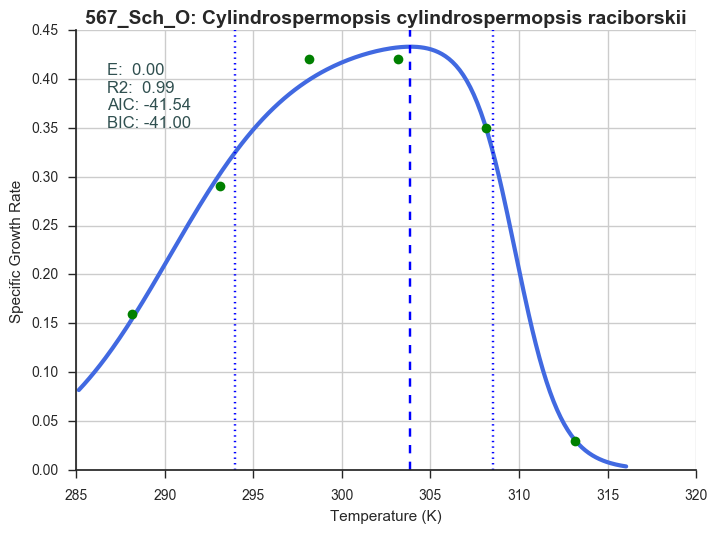 567_Sch_O: Cylindrospermopsis cylindrospermopsis raciborskii
E: 0.00
R2: 0.99
AIC: -41.54
BIC: -41.00
Specific Growth Rate
0.45
0.40
0.35
0.30
0.25
0.20
0.15
0.10
0.05
0.00
285 290 295 300 305 310 315 320
Temperature (K)